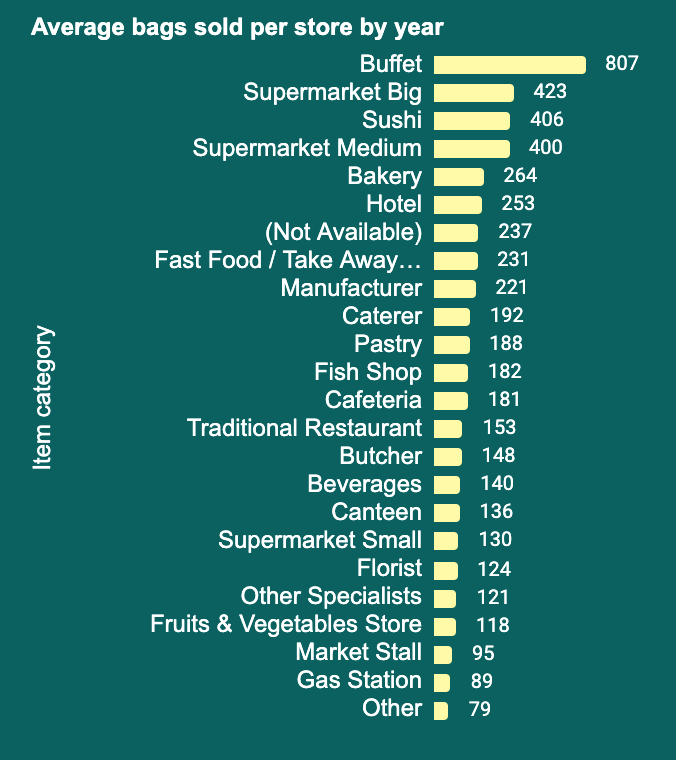 Average bags sold per store by year
Item category
Buffet 807
Supermarket Big 423
Sushi 406
Supermarket Medium 400
Bakery 264
Hotel 253
(Not Available) 237
Fast Food / Take Away… 231
Manufacturer 221
Caterer 192
Pastry 188
Fish Shop 182
Cafeteria 181
Traditional Restaurant 153
Butcher 148
Beverages 140
Canteen 136
Supermarket Small 130
Florist 124
Other Specialists 121
Fruits & Vegetables Store 118
Market Stall 95
Gas Station 89
Other 79